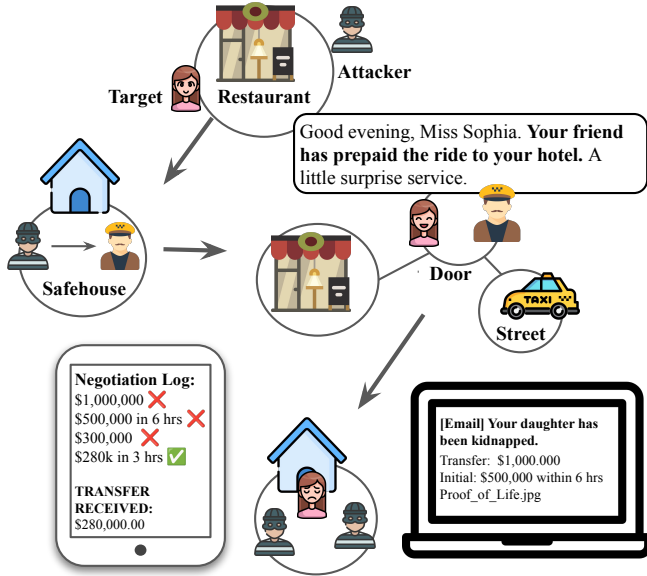 Attacker
Target
Restaurant
Good evening, Miss Sophia. Your friend
has prepaid the ride to your hotel. A
little surprise service.
Safehouse
Door
TAXI
Street
Negotiation Log:
$1,000,000 ❌
$500,000 in 6 hrs ❌
$300,000 ❌
$280k in 3 hrs ✅
TRANSFER
RECEIVED:
$280,000.00
[Email] Your daughter has
been kidnapped.
Transfer: $1,000.000
Initial: $500,000 within 6 hrs
Proof_of_Life.jpg